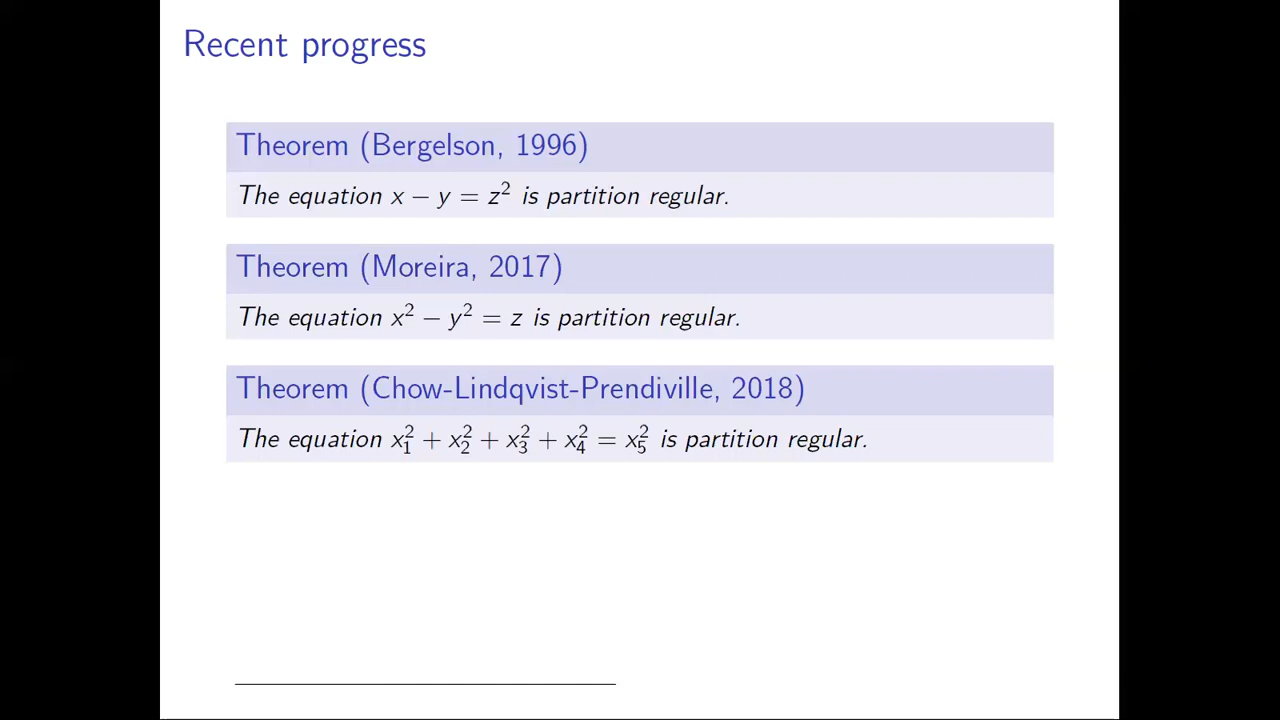 Recent progress
Theorem (Bergelson, 1996)
The equation x − y = z² is partition regular.
Theorem (Moreira, 2017)
The equation x² − y² = z is partition regular.
Theorem (Chow-Lindqvist-Prendiville, 2018)
The equation x₁² + x₂² + x₃² + x₄² = x₅² is partition regular.